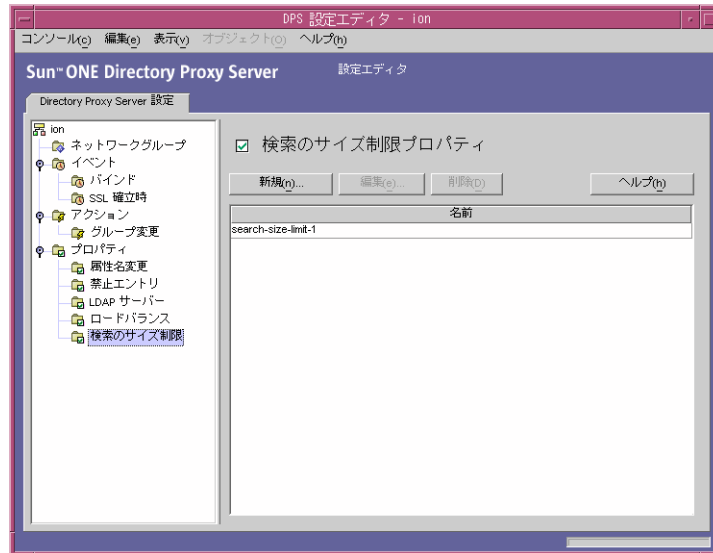 DPS 設定エディタ - ion
コンソール(c) 編集(e) 表示(v) オブジェクト(O) ヘルプ(h)
Sun™ ONE Directory Proxy Server 設定エディタ
Directory Proxy Server 設定
ion
ネットワークグループ
イベント
バインド
SSL 確立時
アクション
グループ変更
プロパティ
属性名変更
禁止エントリ
LDAP サーバー
ロードバランス
検索のサイズ制限
検索のサイズ制限プロパティ
新規(n)... 編集(e)... 削除(D) ヘルプ(h)
名前
search-size-limit-1